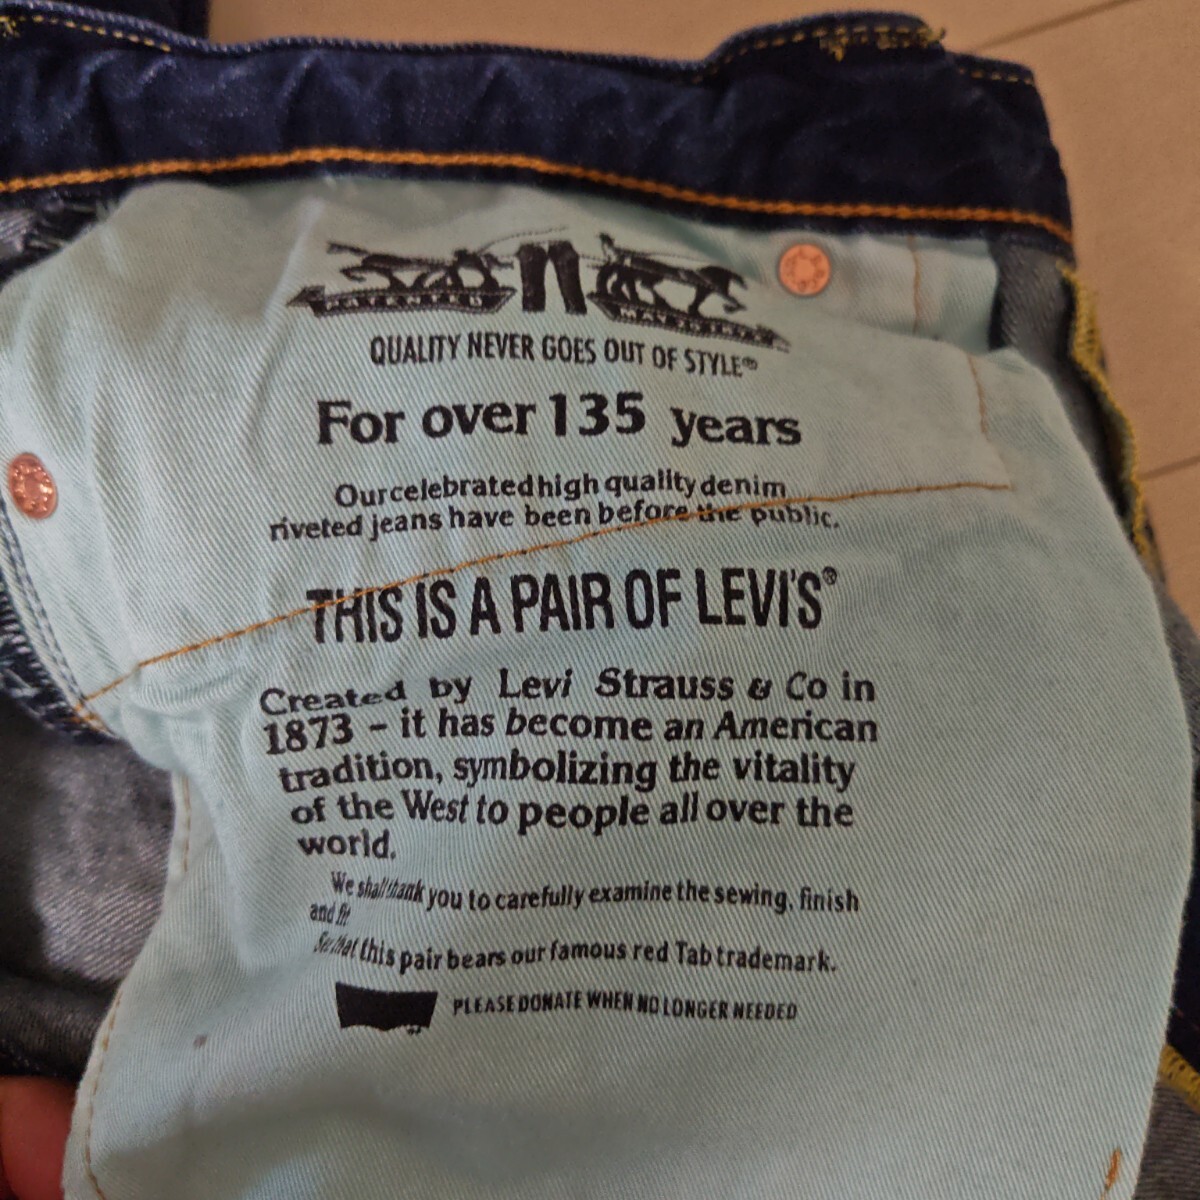 QUALITY NEVER GOES OUT OF STYLE®
For over 135 years
Our celebrated high quality denim
riveted jeans have been before the public.
THIS IS A PAIR OF LEVI'S®
Created by Levi Strauss & Co in
1873 - it has become an American
tradition, symbolizing the vitality
of the West to people all over the
world.
We shall thank you to carefully examine the sewing, finish
and fit
See that this pair bears our famous red Tab trademark.
PLEASE DONATE WHEN NO LONGER NEEDED